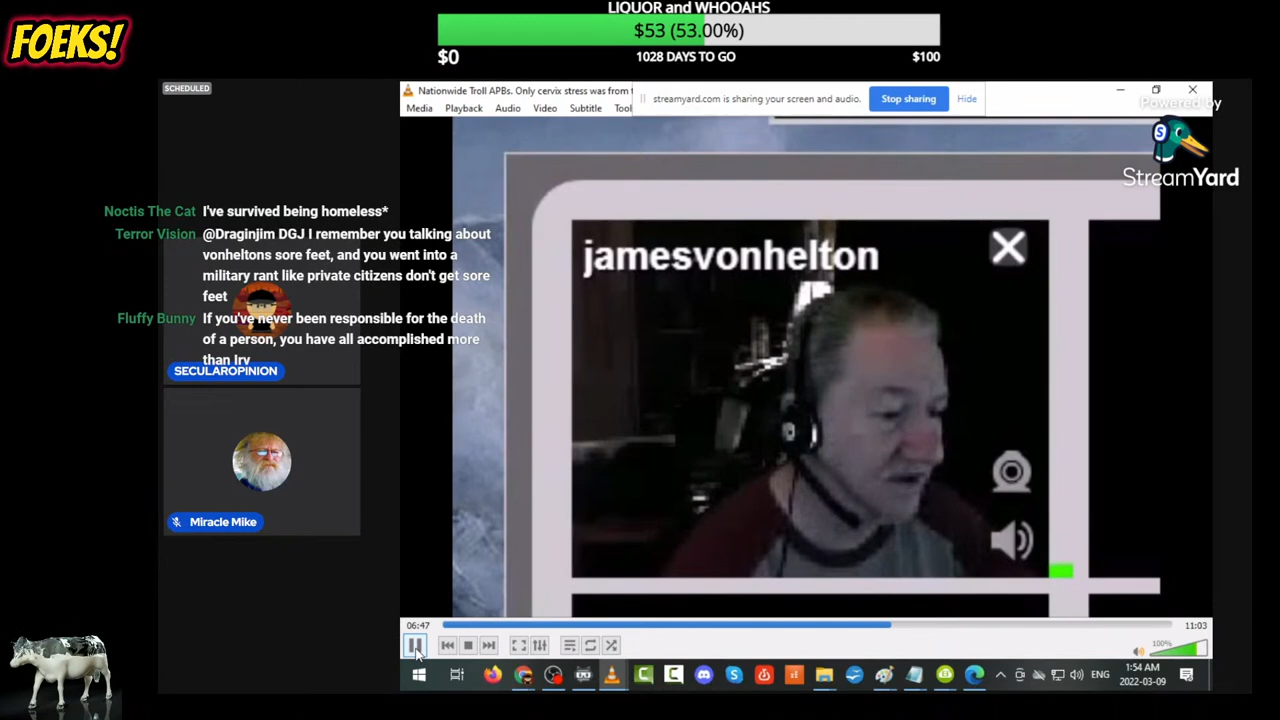 LIQUOR and WHOOAHS
FOEKS!
$53 (53.00%)
$0
1028 DAYS TO GO
$100
SCHEDULED
Nationwide Troll APBs. Only cervix stress was from
streamyard.com is sharing your screen and audio.
Stop sharing
Hide
Media Playback Audio Video Subtitle Tool
Powered by
StreamYard
jamesvonhelton
Noctis The Cat I've survived being homeless*
Terror Vision @Draginjim DGJ I remember you talking about
vonheltons sore feet, and you went into a
military rant like private citizens don't get sore
feet
Fluffy Bunny If you've never been responsible for the death
of a person, you have all accomplished more
than Irv
SECULAROPINION
Miracle Mike
06:47
11:03
100%
ENG
1:54 AM
2022-03-09